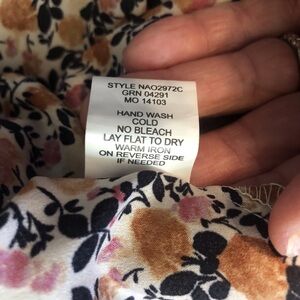 STYLE NAO2972C
GRN 04291
MO 14103
HAND WASH
COLD
NO BLEACH
LAY FLAT TO DRY
WARM IRON
ON REVERSE SIDE
IF NEEDED